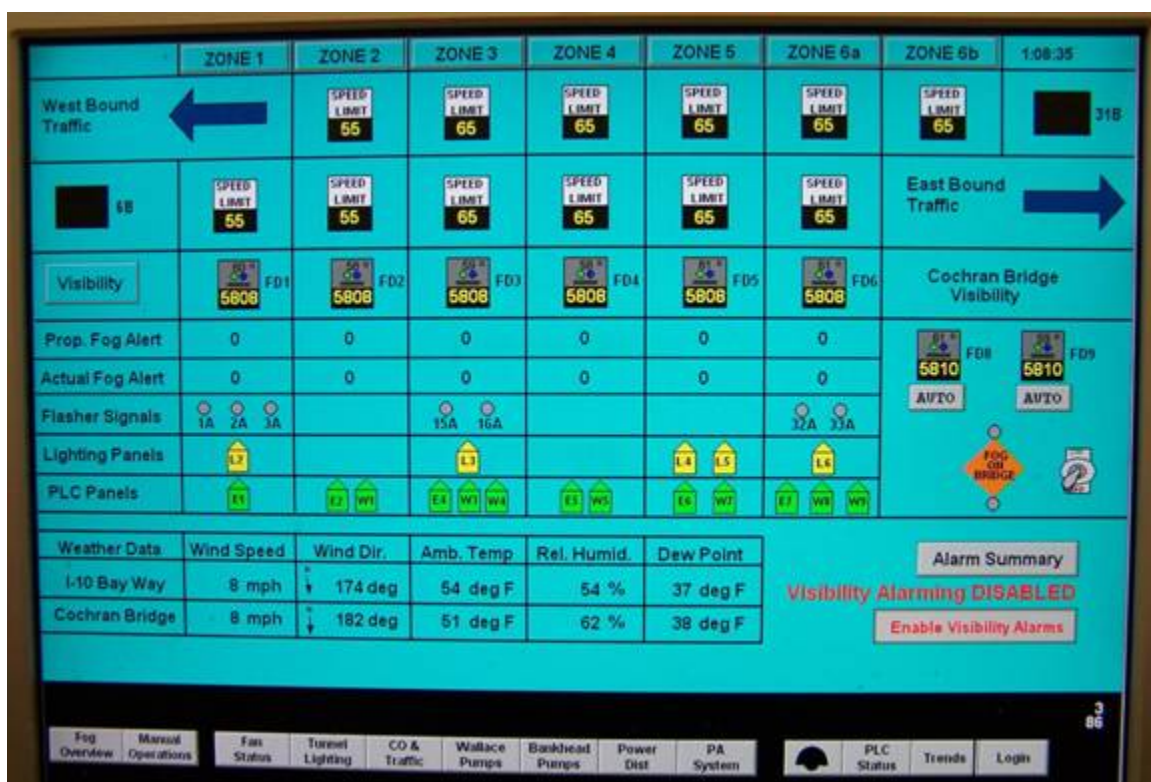 ZONE 1 ZONE 2 ZONE 3 ZONE 4 ZONE 5 ZONE 6a ZONE 6b 1:08:35
West Bound
Traffic
SPEED LIMIT 55
SPEED LIMIT 65
SPEED LIMIT 65
SPEED LIMIT 65
SPEED LIMIT 65
SPEED LIMIT 65
31B
6B
SPEED LIMIT 55
SPEED LIMIT 55
SPEED LIMIT 65
SPEED LIMIT 65
SPEED LIMIT 65
SPEED LIMIT 65
East Bound
Traffic
Visibility
5808 FD1 5808 FD2 5808 FD3 5808 FD4 5808 FD5 5808 FD6
Cochran Bridge
Visibility
Prop. Fog Alert 0 0 0 0 0 0
5810 FD8 5810 FD9
Actual Fog Alert 0 0 0 0 0 0
AUTO AUTO
Flasher Signals 1A 2A 3A 15A 16A 32A 33A
FOG
ON
BRIDGE
Lighting Panels L2 L3 L4 L5 L6
PLC Panels E1 E2 W1 E4 W3 W4 E5 W5 E6 W7 E7 W8 W9
Weather Data Wind Speed Wind Dir. Amb. Temp Rel. Humid. Dew Point
I-10 Bay Way 8 mph 174 deg 54 deg F 54 % 37 deg F
Cochran Bridge 8 mph 182 deg 51 deg F 62 % 38 deg F
Alarm Summary
Visibility Alarming DISABLED
Enable Visibility Alarms
3
86
Fog Overview
Manual Operations
Fan Status
Tunnel Lighting
CO & Traffic
Wallace Pumps
Bankhead Pumps
Power Dist
PA System
PLC Status
Trends
Login